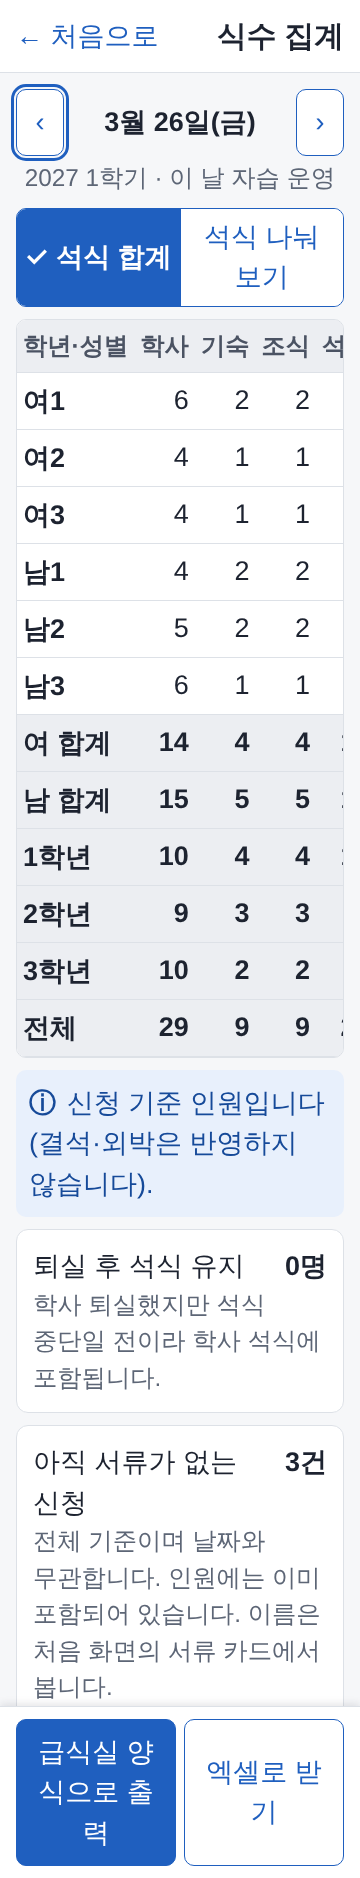 ← 처음으로 식수 집계
‹ 3월 26일(금) ›
2027 1학기 · 이 날 자습 운영
✓ 석식 합계 석식 나눠
보기
학년·성별 학사 기숙 조식
여1 6 2 2
여2 4 1 1
여3 4 1 1
남1 4 2 2
남2 5 2 2
남3 6 1 1
여 합계 14 4 4
남 합계 15 5 5
1학년 10 4 4
2학년 9 3 3
3학년 10 2 2
전체 29 9 9
ⓘ 신청 기준 인원입니다
(결석·외박은 반영하지
않습니다).
퇴실 후 석식 유지 0명
학사 퇴실했지만 석식
중단일 전이라 학사 석식에
포함됩니다.
아직 서류가 없는 3건
신청
전체 기준이며 날짜와
무관합니다. 인원에는 이미
포함되어 있습니다. 이름은
처음 화면의 서류 카드에서
봅니다.
급식실 양
식으로 출
력
엑셀로 받
기